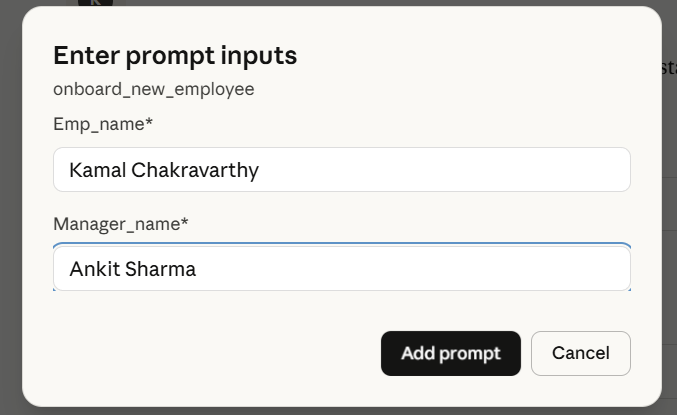 Enter prompt inputs
onboard_new_employee
Emp_name*
Kamal Chakravarthy
Manager_name*
Ankit Sharma
Add prompt Cancel